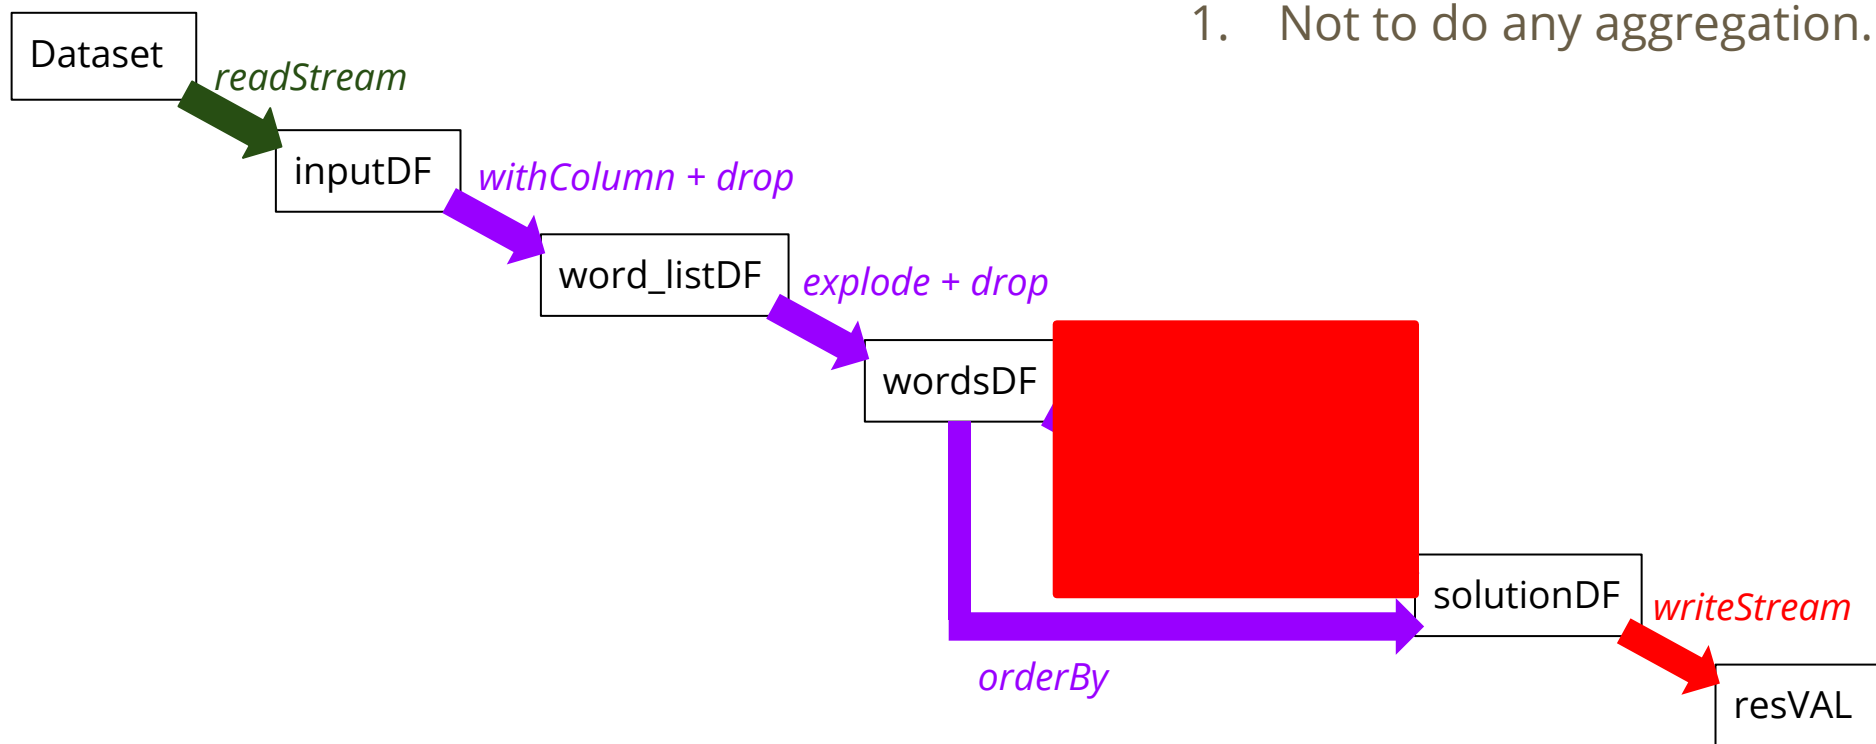 1. Not to do any aggregation.
Dataset
readStream
inputDF
withColumn + drop
word_listDF
explode + drop
wordsDF
solutionDF
writeStream
orderBy
resVAL